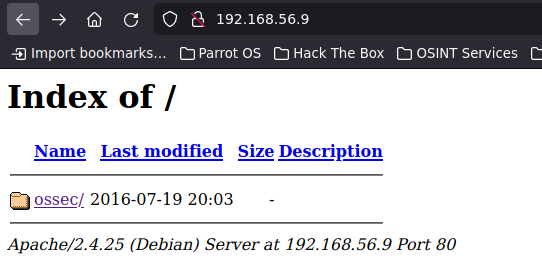 192.168.56.9
Import bookmarks... Parrot OS Hack The Box OSINT Services
Index of /
Name Last modified Size Description
ossec/ 2016-07-19 20:03 -
Apache/2.4.25 (Debian) Server at 192.168.56.9 Port 80